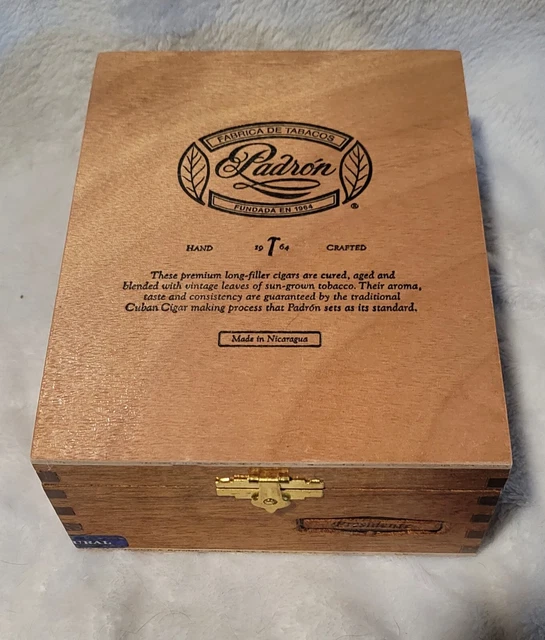 FABRICA DE TABACOS
Padrón
FUNDADA EN 1964
®
HAND 19 64 CRAFTED
These premium long-filler cigars are cured, aged and
blended with vintage leaves of sun-grown tobacco. Their aroma,
taste and consistency are guaranteed by the traditional
Cuban Cigar making process that Padrón sets as its standard.
Made in Nicaragua
Presidente
URAL